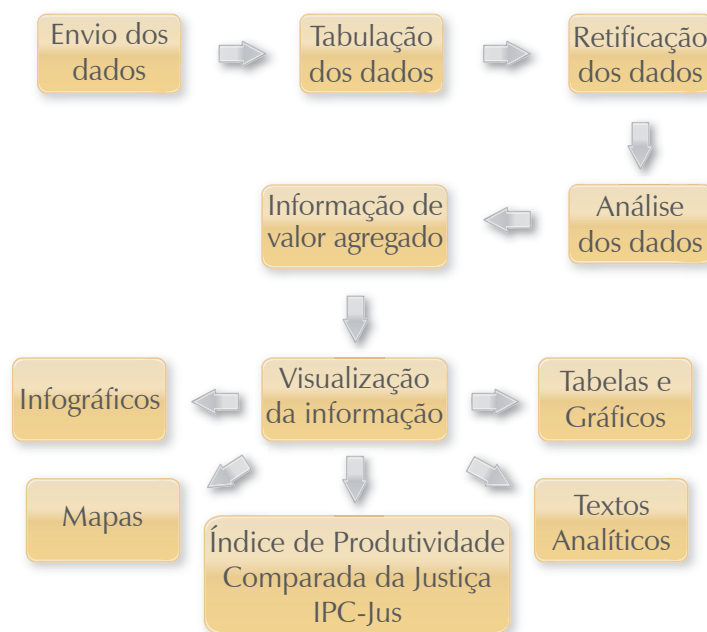 Envio dos
dados
Tabulação
dos dados
Retificação
dos dados
Informação de
valor agregado
Análise
dos dados
Infográficos
Visualização
da informação
Tabelas e
Gráficos
Mapas
Índice de Produtividade
Comparada da Justiça
IPC-Jus
Textos
Analíticos